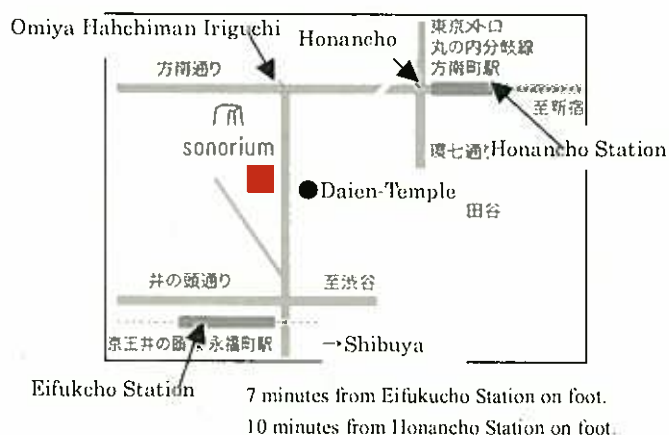 Omiya Hahchiman Iriguchi
Honancho
東京メトロ
丸の内分岐線
方南町駅
方南通り
至新宿
sonorium
環七通り
Honancho Station
Daien-Temple
田谷
井の頭通り
至渋谷
京王井の頭
永福町駅
→Shibuya
Eifukcho Station
7 minutes from Eifukucho Station on foot.
10 minutes from Honancho Station on foot.